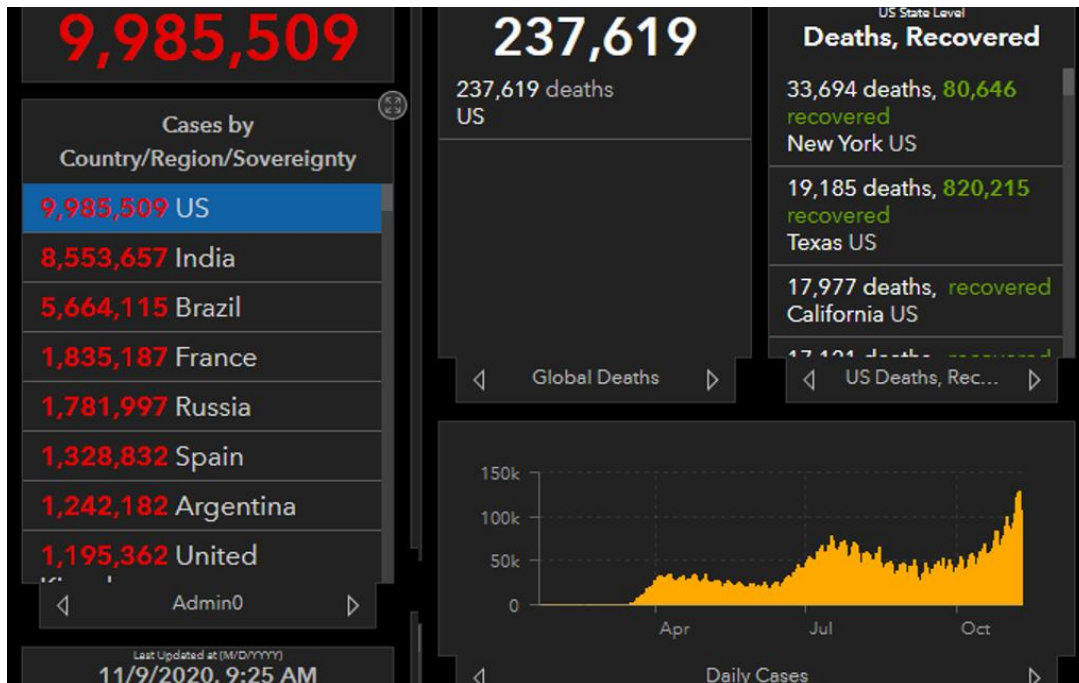 9,985,509
Cases by
Country/Region/Sovereignty
9,985,509 US
8,553,657 India
5,664,115 Brazil
1,835,187 France
1,781,997 Russia
1,328,832 Spain
1,242,182 Argentina
1,195,362 United
Admin0
Last Updated at (M/D/YYYY)
11/9/2020, 9:25 AM
237,619
237,619 deaths
US
Global Deaths
US State Level
Deaths, Recovered
33,694 deaths, 80,646
recovered
New York US
19,185 deaths, 820,215
recovered
Texas US
17,977 deaths, recovered
California US
US Deaths, Rec...
150k
100k
50k
0
Apr Jul Oct
Daily Cases